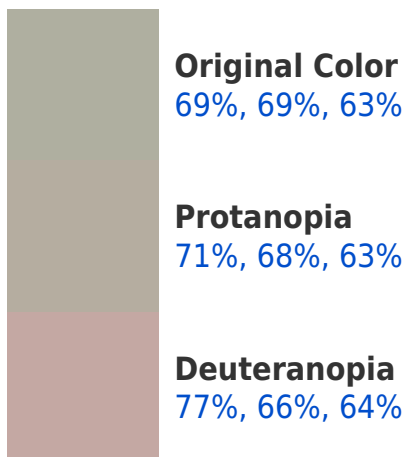 Original Color
69%, 69%, 63%
Protanopia
71%, 68%, 63%
Deuteranopia
77%, 66%, 64%